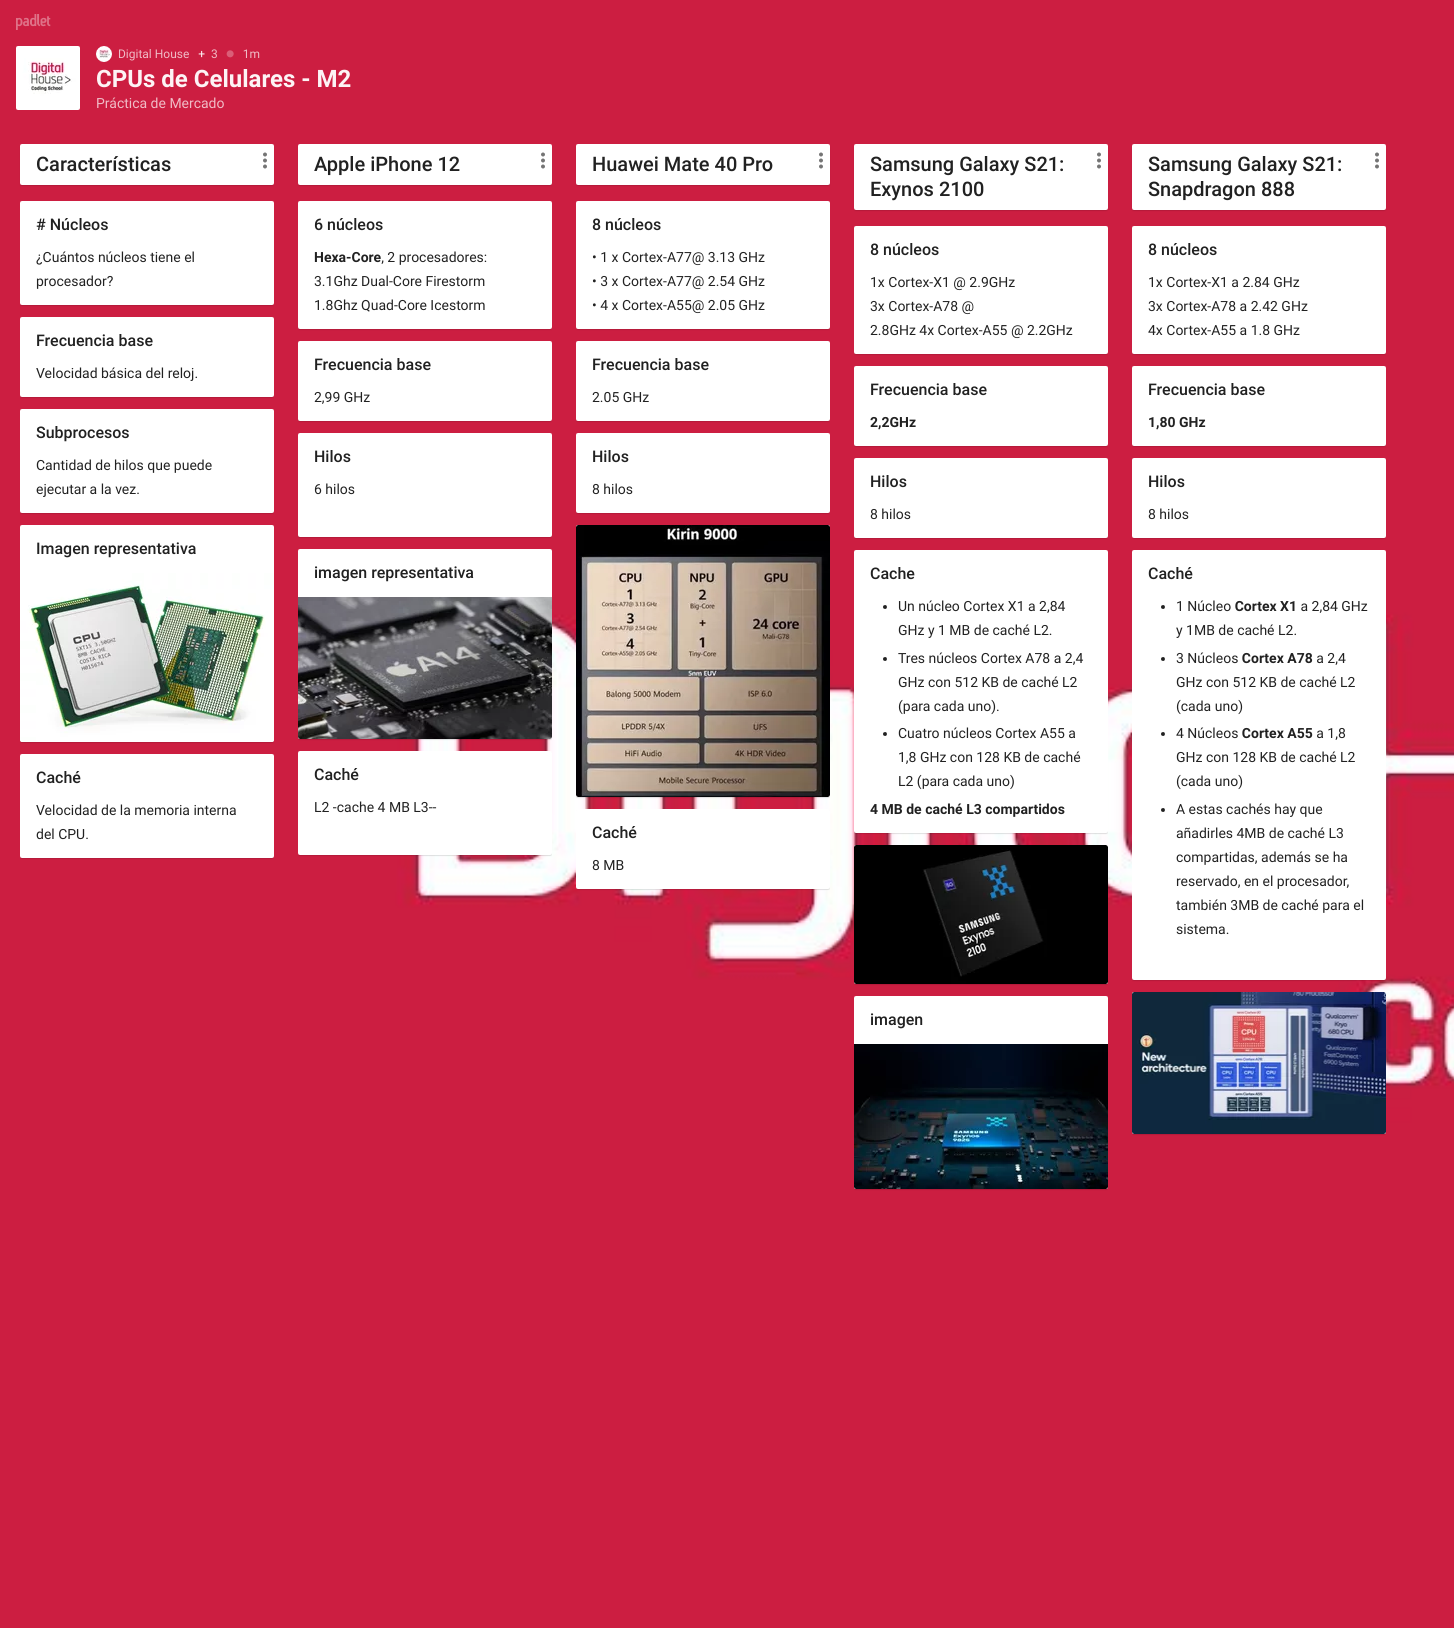 padlet
Digital House + 3 1m
CPUs de Celulares - M2
Práctica de Mercado
Digital
House>
Coding School
Características
# Núcleos
¿Cuántos núcleos tiene el
procesador?
Frecuencia base
Velocidad básica del reloj.
Subprocesos
Cantidad de hilos que puede
ejecutar a la vez.
Imagen representativa
CPU
COSTA RICA
Caché
Velocidad de la memoria interna
del CPU.
Apple iPhone 12
6 núcleos
Hexa-Core, 2 procesadores:
3.1Ghz Dual-Core Firestorm
1.8Ghz Quad-Core Icestorm
Frecuencia base
2,99 GHz
Hilos
6 hilos
imagen representativa
A14
Caché
L2 -cache 4 MB L3--
Huawei Mate 40 Pro
8 núcleos
• 1 x Cortex-A77@ 3.13 GHz
• 3 x Cortex-A77@ 2.54 GHz
• 4 x Cortex-A55@ 2.05 GHz
Frecuencia base
2.05 GHz
Hilos
8 hilos
Kirin 9000
CPU
1
Cortex-A77@ 3.13 GHz
3
Cortex-A77@ 2.54 GHz
4
Cortex-A55@ 2.05 GHz
NPU
2
Big-Core
+
1
Tiny-Core
GPU
24 core
Mali-G78
5nm EUV
Balong 5000 Modem
ISP 6.0
LPDDR 5/4X
UFS
HiFi Audio
4K HDR Video
Mobile Secure Processor
Caché
8 MB
Samsung Galaxy S21:
Exynos 2100
8 núcleos
1x Cortex-X1 @ 2.9GHz
3x Cortex-A78 @
2.8GHz 4x Cortex-A55 @ 2.2GHz
Frecuencia base
2,2GHz
Hilos
8 hilos
Cache
• Un núcleo Cortex X1 a 2,84
GHz y 1 MB de caché L2.
• Tres núcleos Cortex A78 a 2,4
GHz con 512 KB de caché L2
(para cada uno).
• Cuatro núcleos Cortex A55 a
1,8 GHz con 128 KB de caché
L2 (para cada uno)
4 MB de caché L3 compartidos
5G
SAMSUNG
Exynos
2100
imagen
SAMSUNG
Exynos
Samsung Galaxy S21:
Snapdragon 888
8 núcleos
1x Cortex-X1 a 2.84 GHz
3x Cortex-A78 a 2.42 GHz
4x Cortex-A55 a 1.8 GHz
Frecuencia base
1,80 GHz
Hilos
8 hilos
Caché
• 1 Núcleo Cortex X1 a 2,84 GHz
y 1MB de caché L2.
• 3 Núcleos Cortex A78 a 2,4
GHz con 512 KB de caché L2
(cada uno)
• 4 Núcleos Cortex A55 a 1,8
GHz con 128 KB de caché L2
(cada uno)
• A estas cachés hay que
añadirles 4MB de caché L3
compartidas, además se ha
reservado, en el procesador,
también 3MB de caché para el
sistema.
New
architecture
CPU
CPU
CPU
CPU
Qualcomm
Kryo
680 CPU
Qualcomm
FastConnect
6900 System